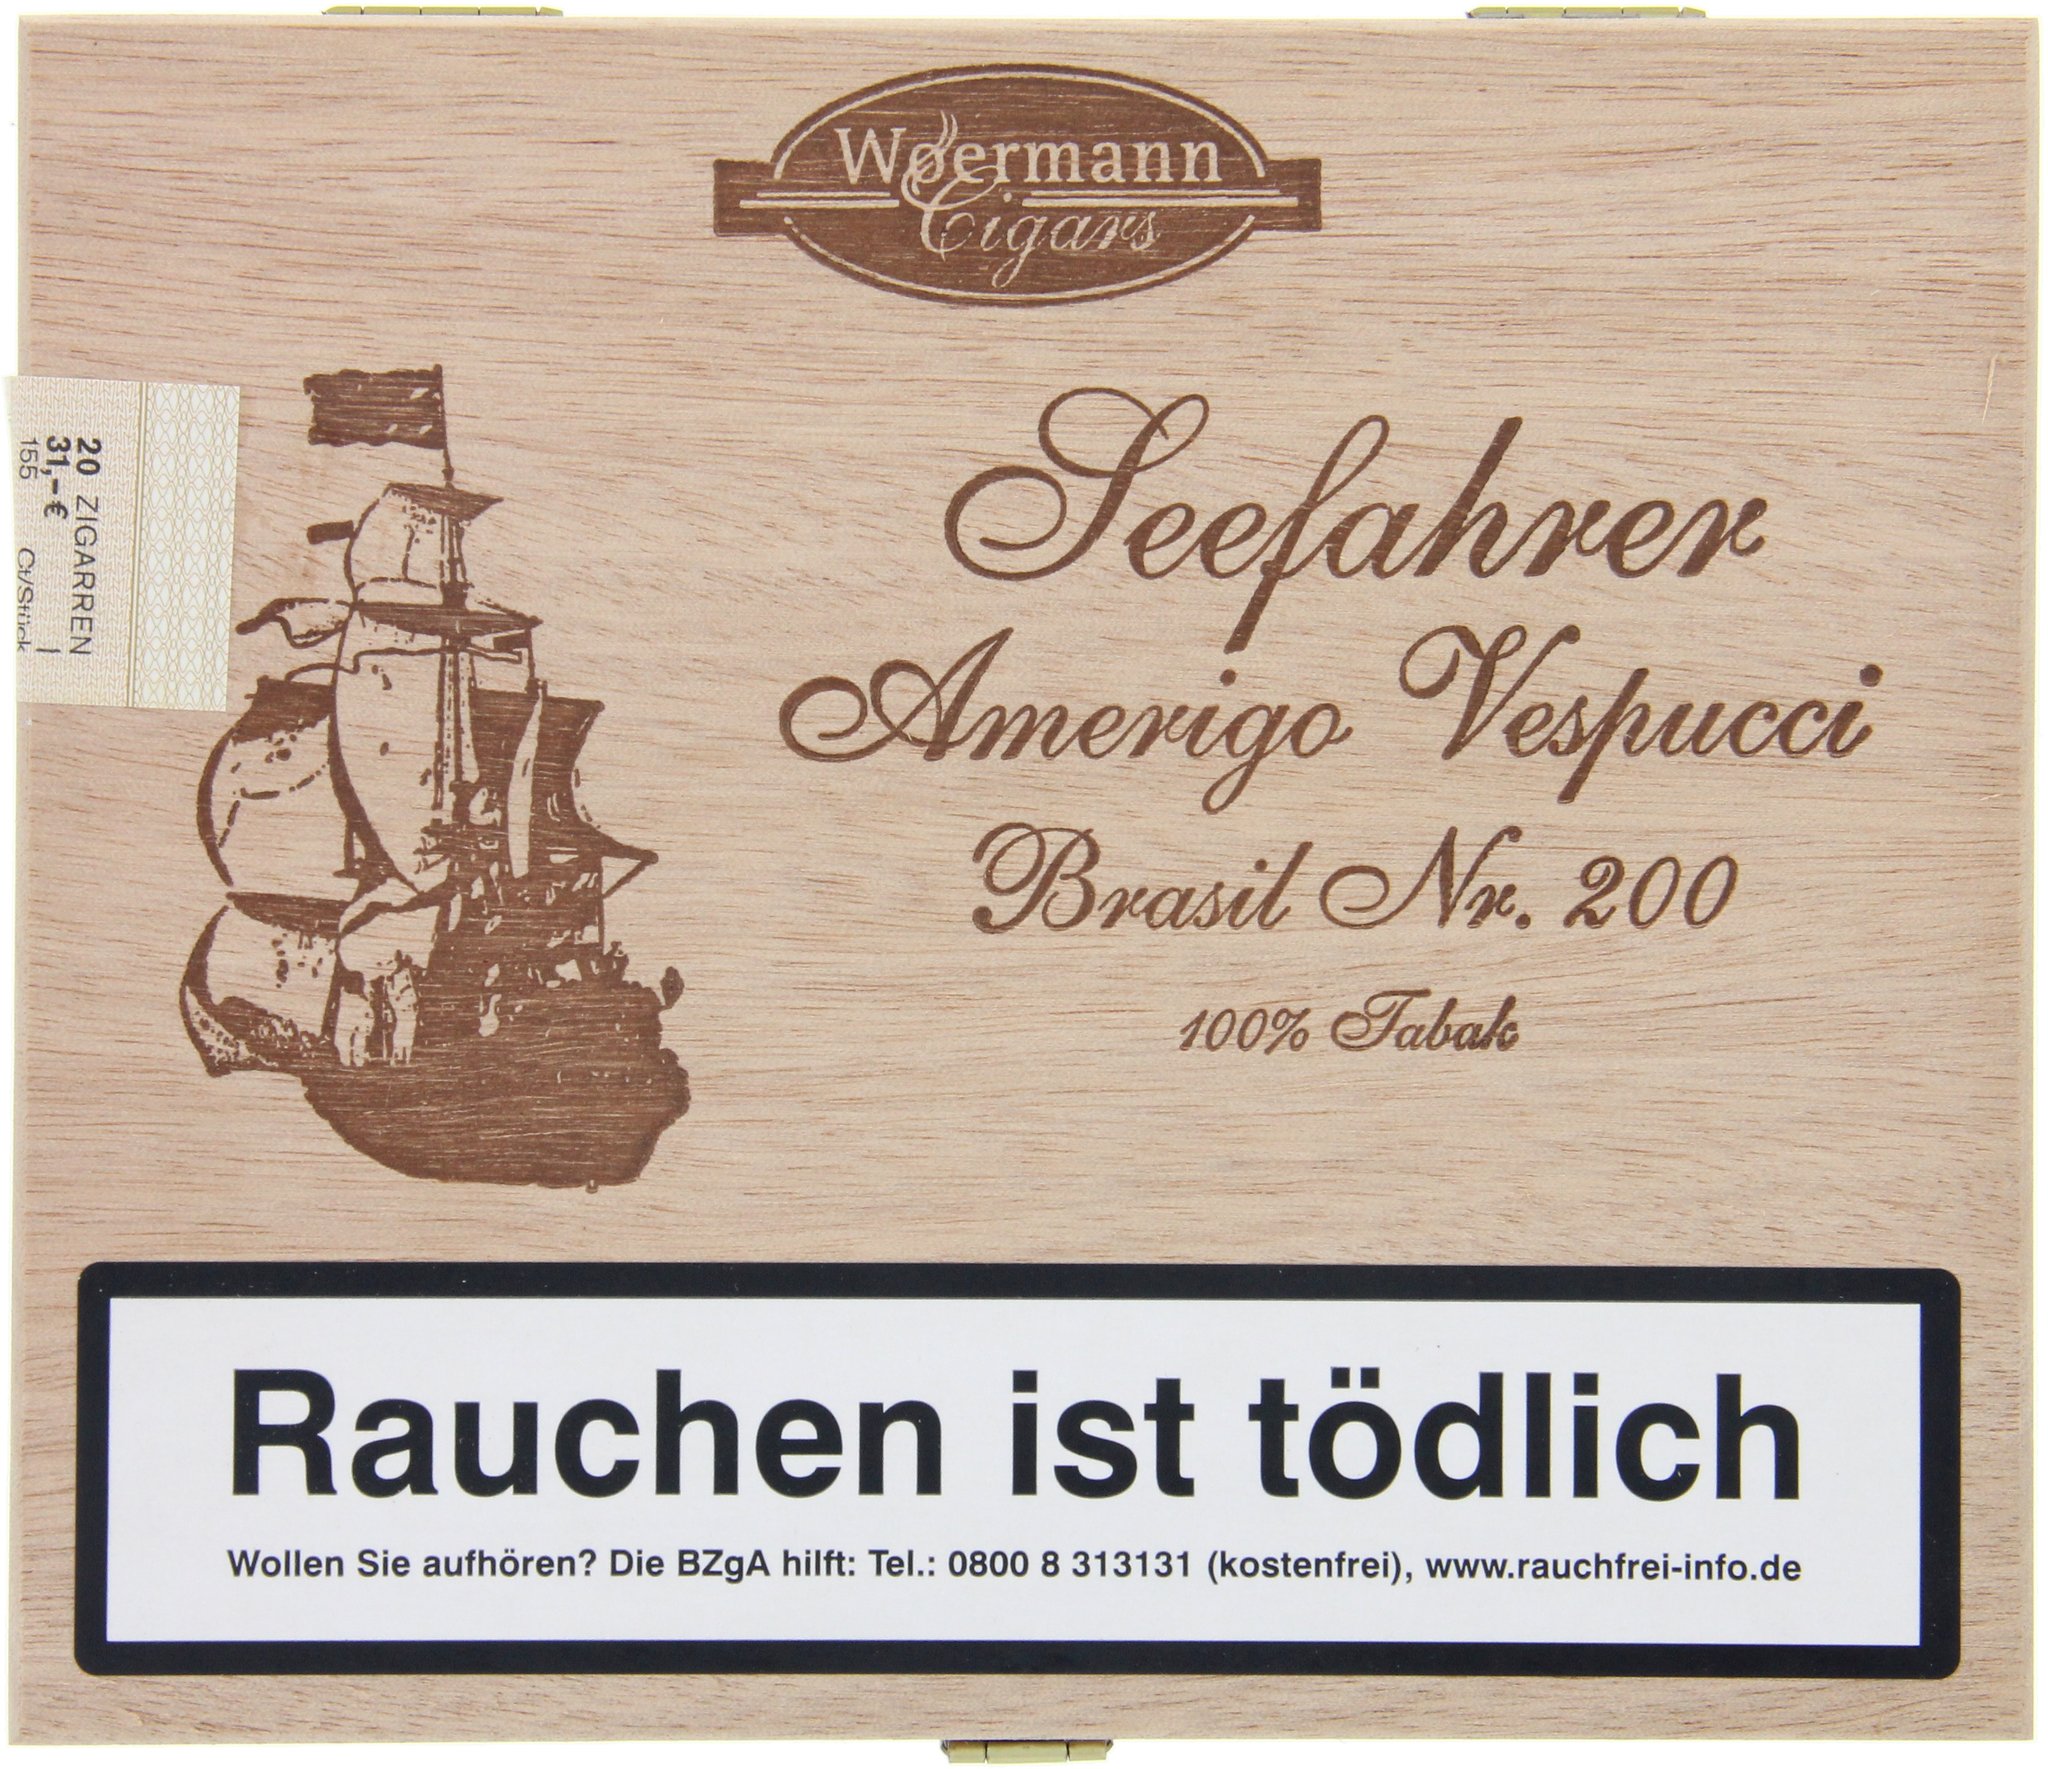 Woermann
Cigars
20 ZIGARREN
31,-€
155 Ct/Stück
Seefahrer
Amerigo Vespucci
Brasil Nr. 200
100% Tabak
Rauchen ist tödlich
Wollen Sie aufhören? Die BZgA hilft: Tel.: 0800 8 313131 (kostenfrei), www.rauchfrei-info.de